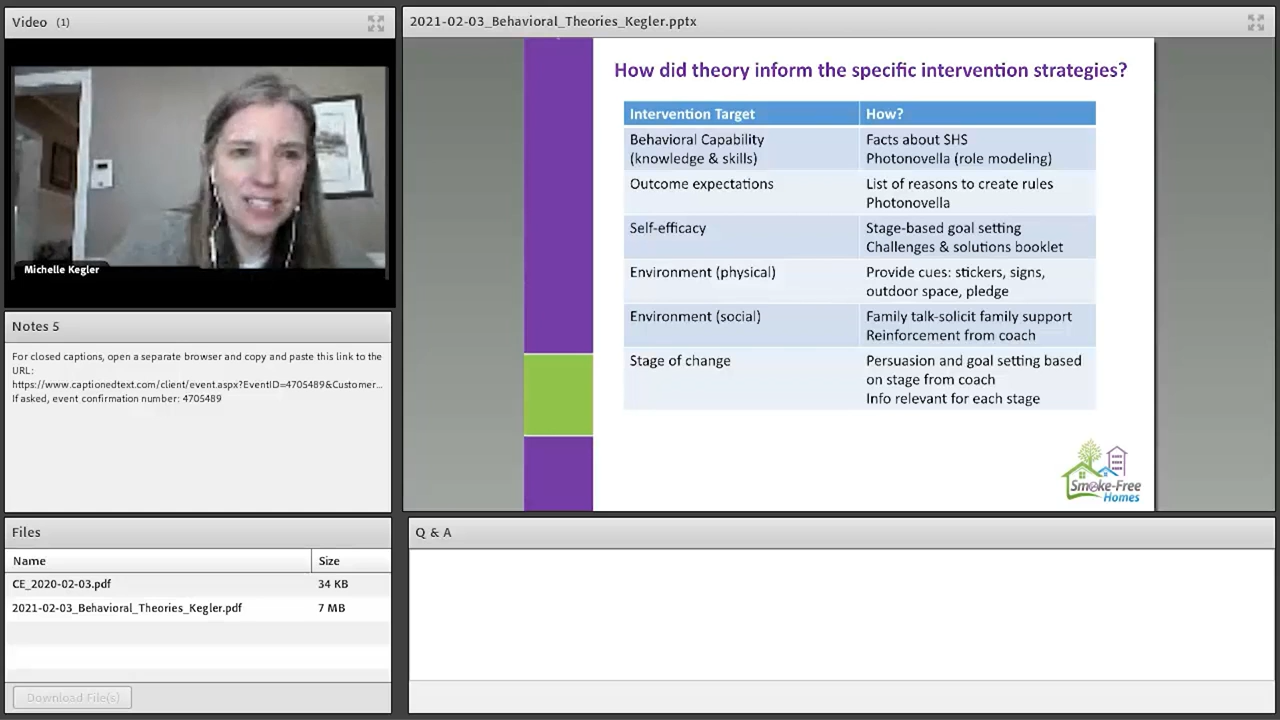 Video (1)
Michelle Kegler
Notes 5
For closed captions, open a separate browser and copy and paste this link to the
URL:
https://www.captionedtext.com/client/event.aspx?EventID=4705489&Customer...
If asked, event confirmation number: 4705489
Files
Name Size
CE_2020-02-03.pdf 34 KB
2021-02-03_Behavioral_Theories_Kegler.pdf 7 MB
Download File(s)
2021-02-03_Behavioral_Theories_Kegler.pptx
How did theory inform the specific intervention strategies?
Intervention Target How?
Behavioral Capability Facts about SHS
(knowledge & skills) Photonovella (role modeling)
Outcome expectations List of reasons to create rules
Photonovella
Self-efficacy Stage-based goal setting
Challenges & solutions booklet
Environment (physical) Provide cues: stickers, signs,
outdoor space, pledge
Environment (social) Family talk-solicit family support
Reinforcement from coach
Stage of change Persuasion and goal setting based
on stage from coach
Info relevant for each stage
Smoke-Free
Homes
Q & A